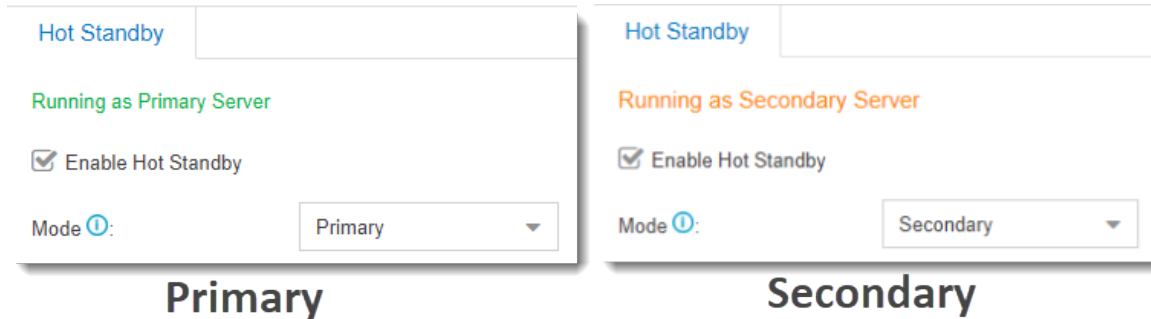 Hot Standby
Running as Primary Server
Enable Hot Standby
Mode :
Primary
Primary
Hot Standby
Running as Secondary Server
Enable Hot Standby
Mode :
Secondary
Secondary